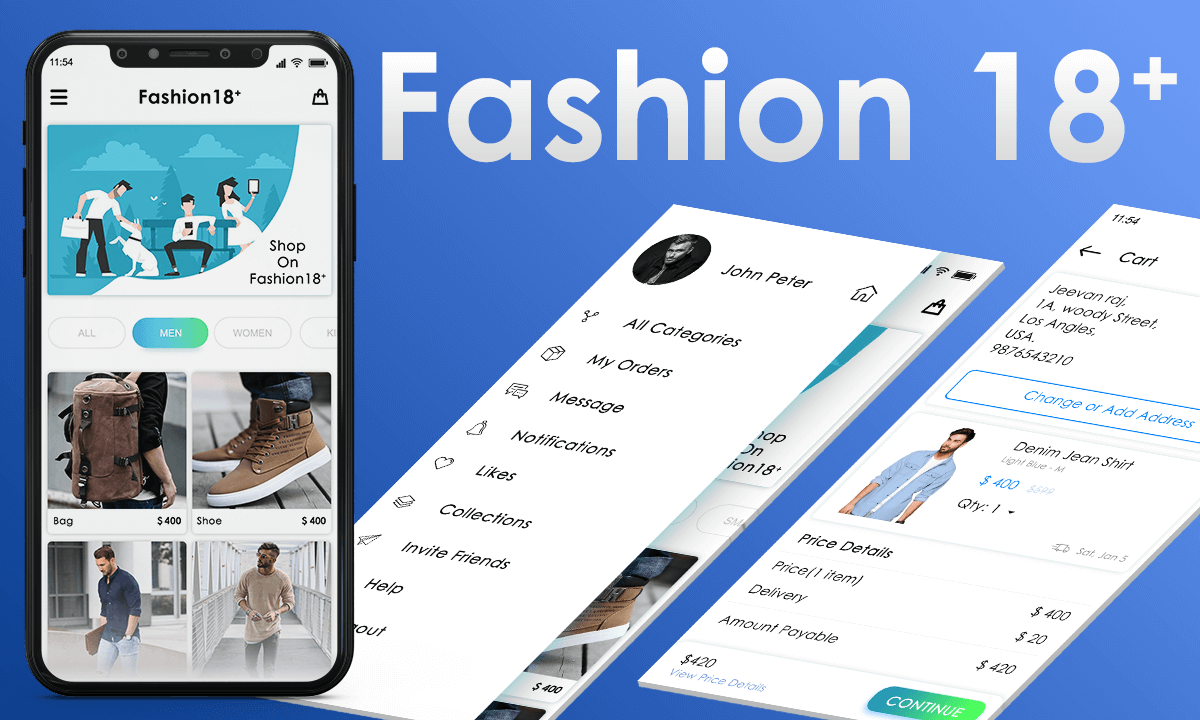 Fashion 18+
11:54
Fashion18+
Shop
On
Fashion18+
ALL
MEN
WOMEN
Bag
$ 400
Shoe
$ 400
John Peter
All Categories
My Orders
Message
Notifications
Likes
Collections
Invite Friends
Help
$ 400
11:54
Cart
Jeevan raj,
1A, woody Street,
Los Angles,
USA.
9876543210
Change or Add Address
Denim Jean Shirt
Light Blue - M
$ 400
Qty: 1
Sat. Jan 5
Price Details
Price(1 item)
$ 400
Delivery
$ 20
Amount Payable
$ 420
$420
View Price Details
CONTINUE